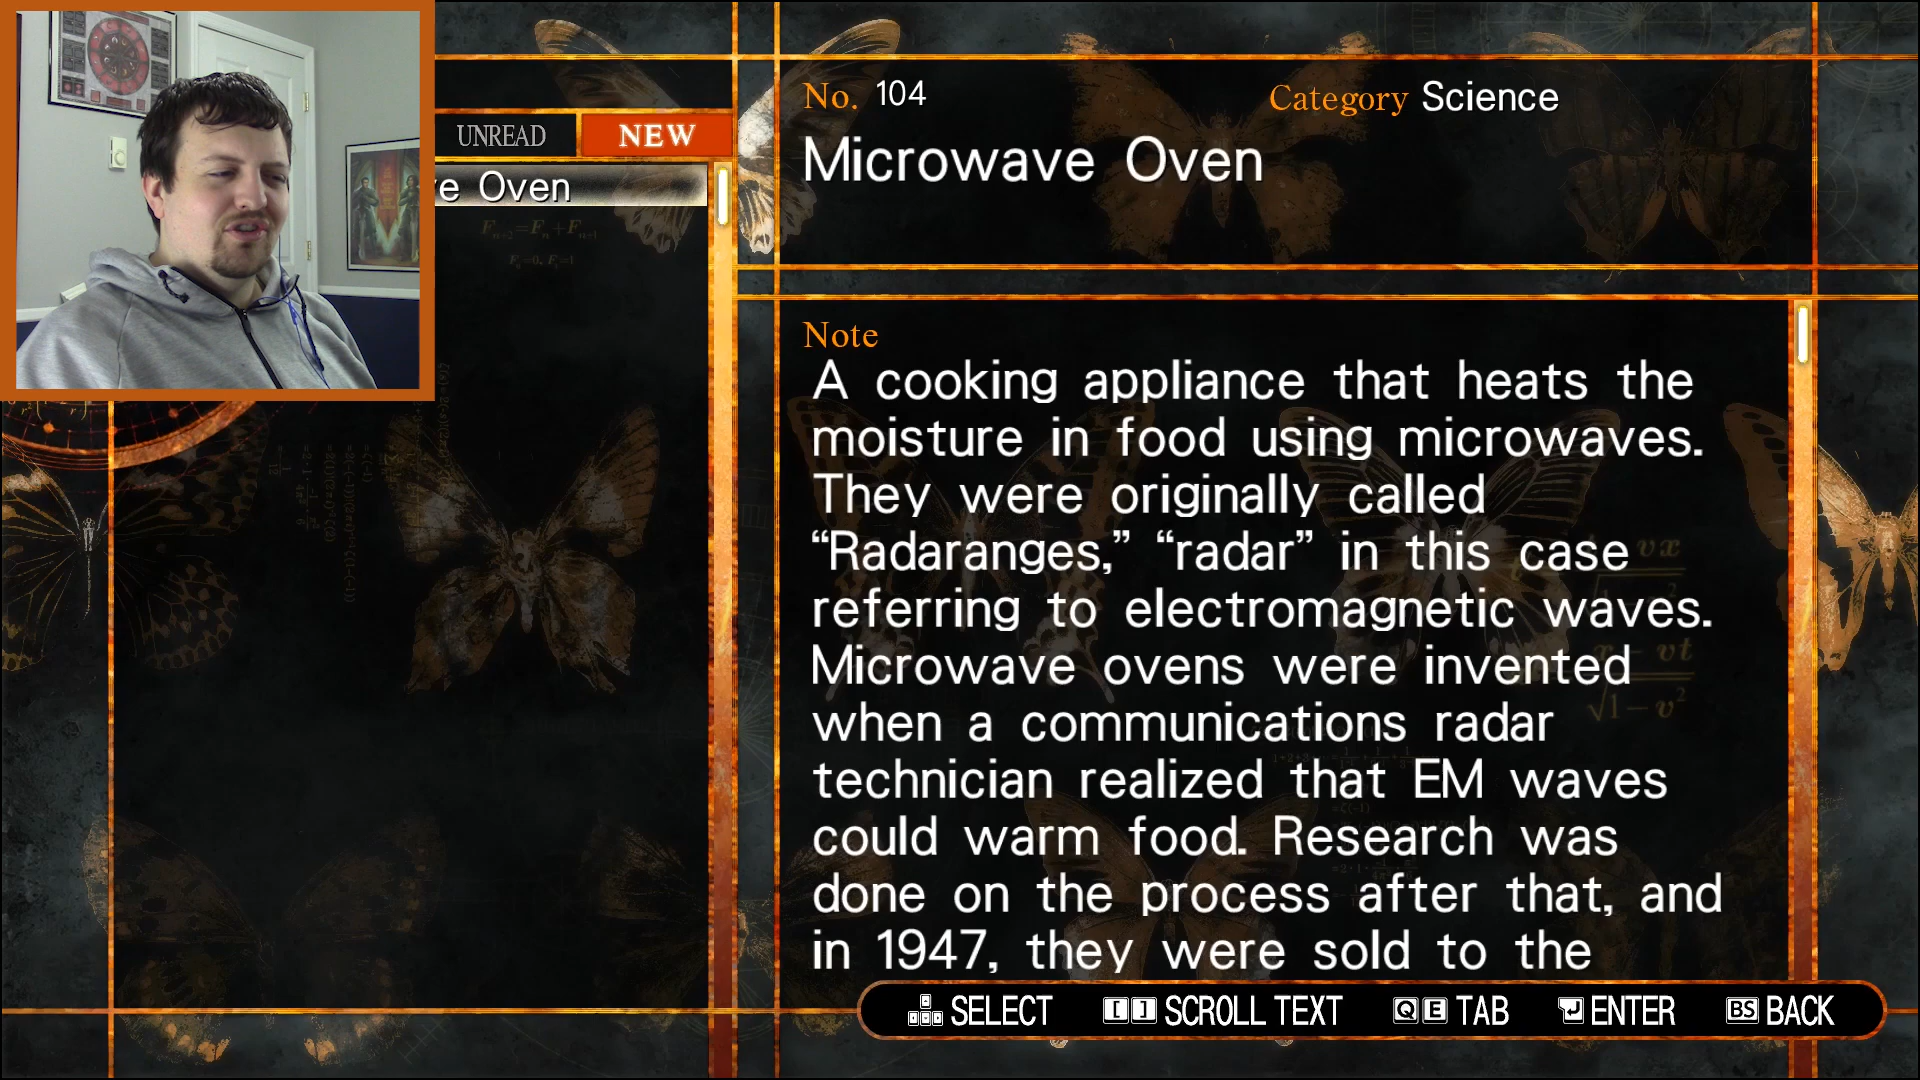 No. 104
Category Science
UNREAD
NEW
Microwave Oven
ve Oven
Note
A cooking appliance that heats the
moisture in food using microwaves.
They were originally called
“Radaranges,” “radar” in this case
referring to electromagnetic waves.
Microwave ovens were invented
when a communications radar
technician realized that EM waves
could warm food. Research was
done on the process after that, and
in 1947, they were sold to the
SELECT
[ ] SCROLL TEXT
Q E TAB
ENTER
BS BACK